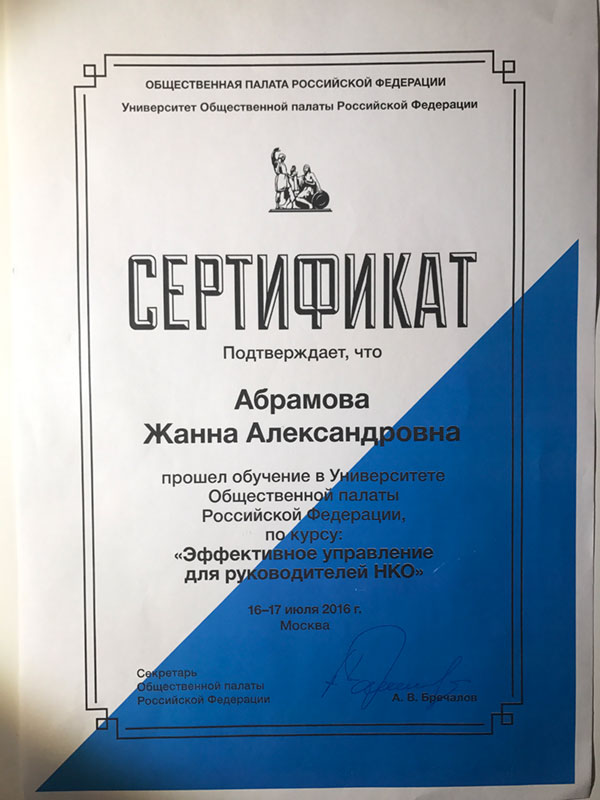 ОБЩЕСТВЕННАЯ ПАЛАТА РОССИЙСКОЙ ФЕДЕРАЦИИ
Университет Общественной палаты Российской Федерации
СЕРТИФИКАТ
Подтверждает, что
Абрамова
Жанна Александровна
прошел обучение в Университете
Общественной палаты
Российской Федерации,
по курсу:
«Эффективное управление
для руководителей НКО»
16–17 июля 2016 г.
Москва
Секретарь
Общественной палаты
Российской Федерации
А. В. Бречалов